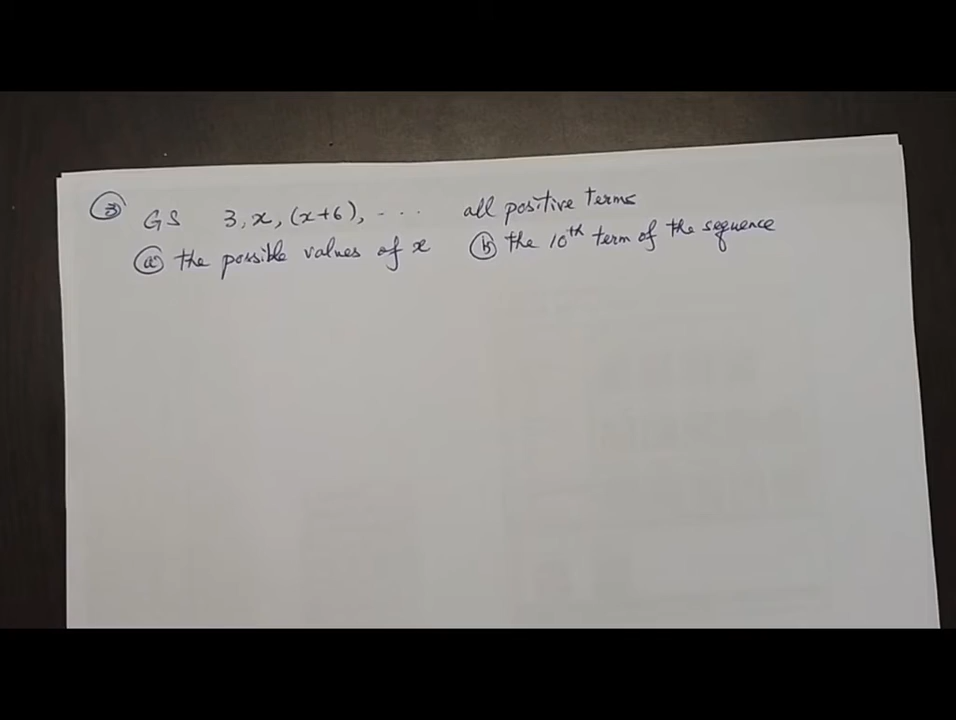 ③ GS 3, x, (x+6), .... all positive terms
ⓐ the possible values of x ⓑ the 10th term of the sequence